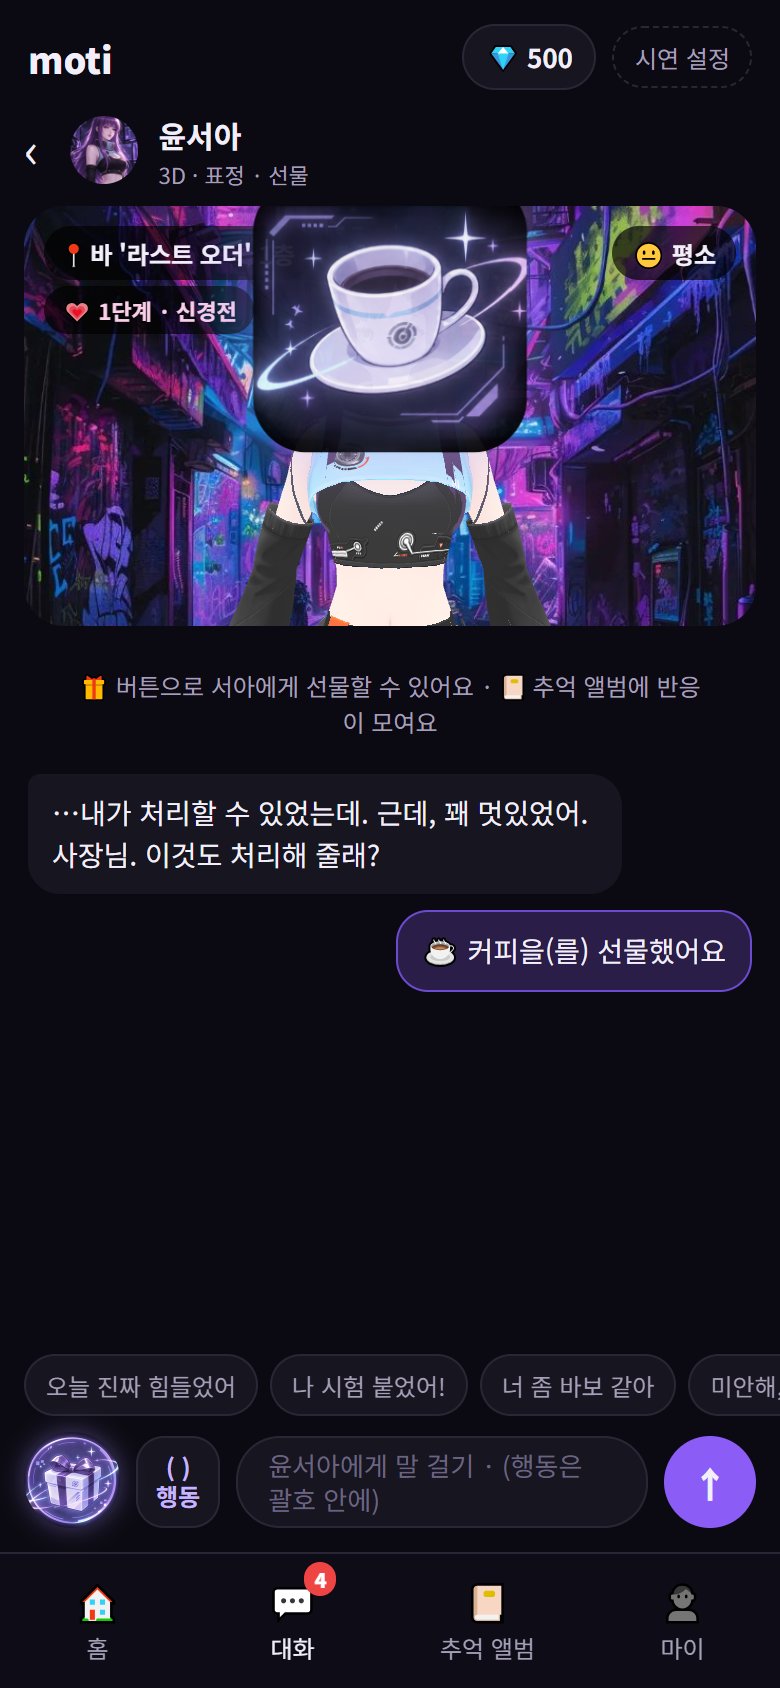 moti
500
시연 설정
윤서아
3D · 표정 · 선물
바 '라스트 오더'
층
평소
1단계 · 신경전
버튼으로 서아에게 선물할 수 있어요 · 추억 앨범에 반응
이 모여요
…내가 처리할 수 있었는데. 근데, 꽤 멋있었어.
사장님. 이것도 처리해 줄래?
커피을(를) 선물했어요
오늘 진짜 힘들었어
나 시험 붙었어!
너 좀 바보 같아
미안해,
( )
행동
윤서아에게 말 걸기 · (행동은
괄호 안에)
4
홈
대화
추억 앨범
마이